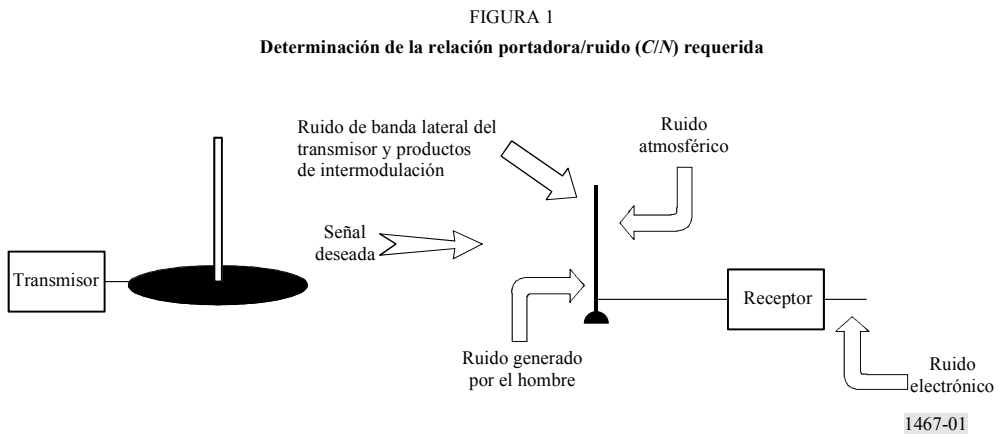 FIGURA 1
Determinación de la relación portadora/ruido (C/N) requerida
Ruido de banda lateral del
transmisor y productos
de intermodulación
Ruido
atmosférico
Señal
deseada
Transmisor
Receptor
Ruido generado
por el hombre
Ruido
electrónico
1467-01